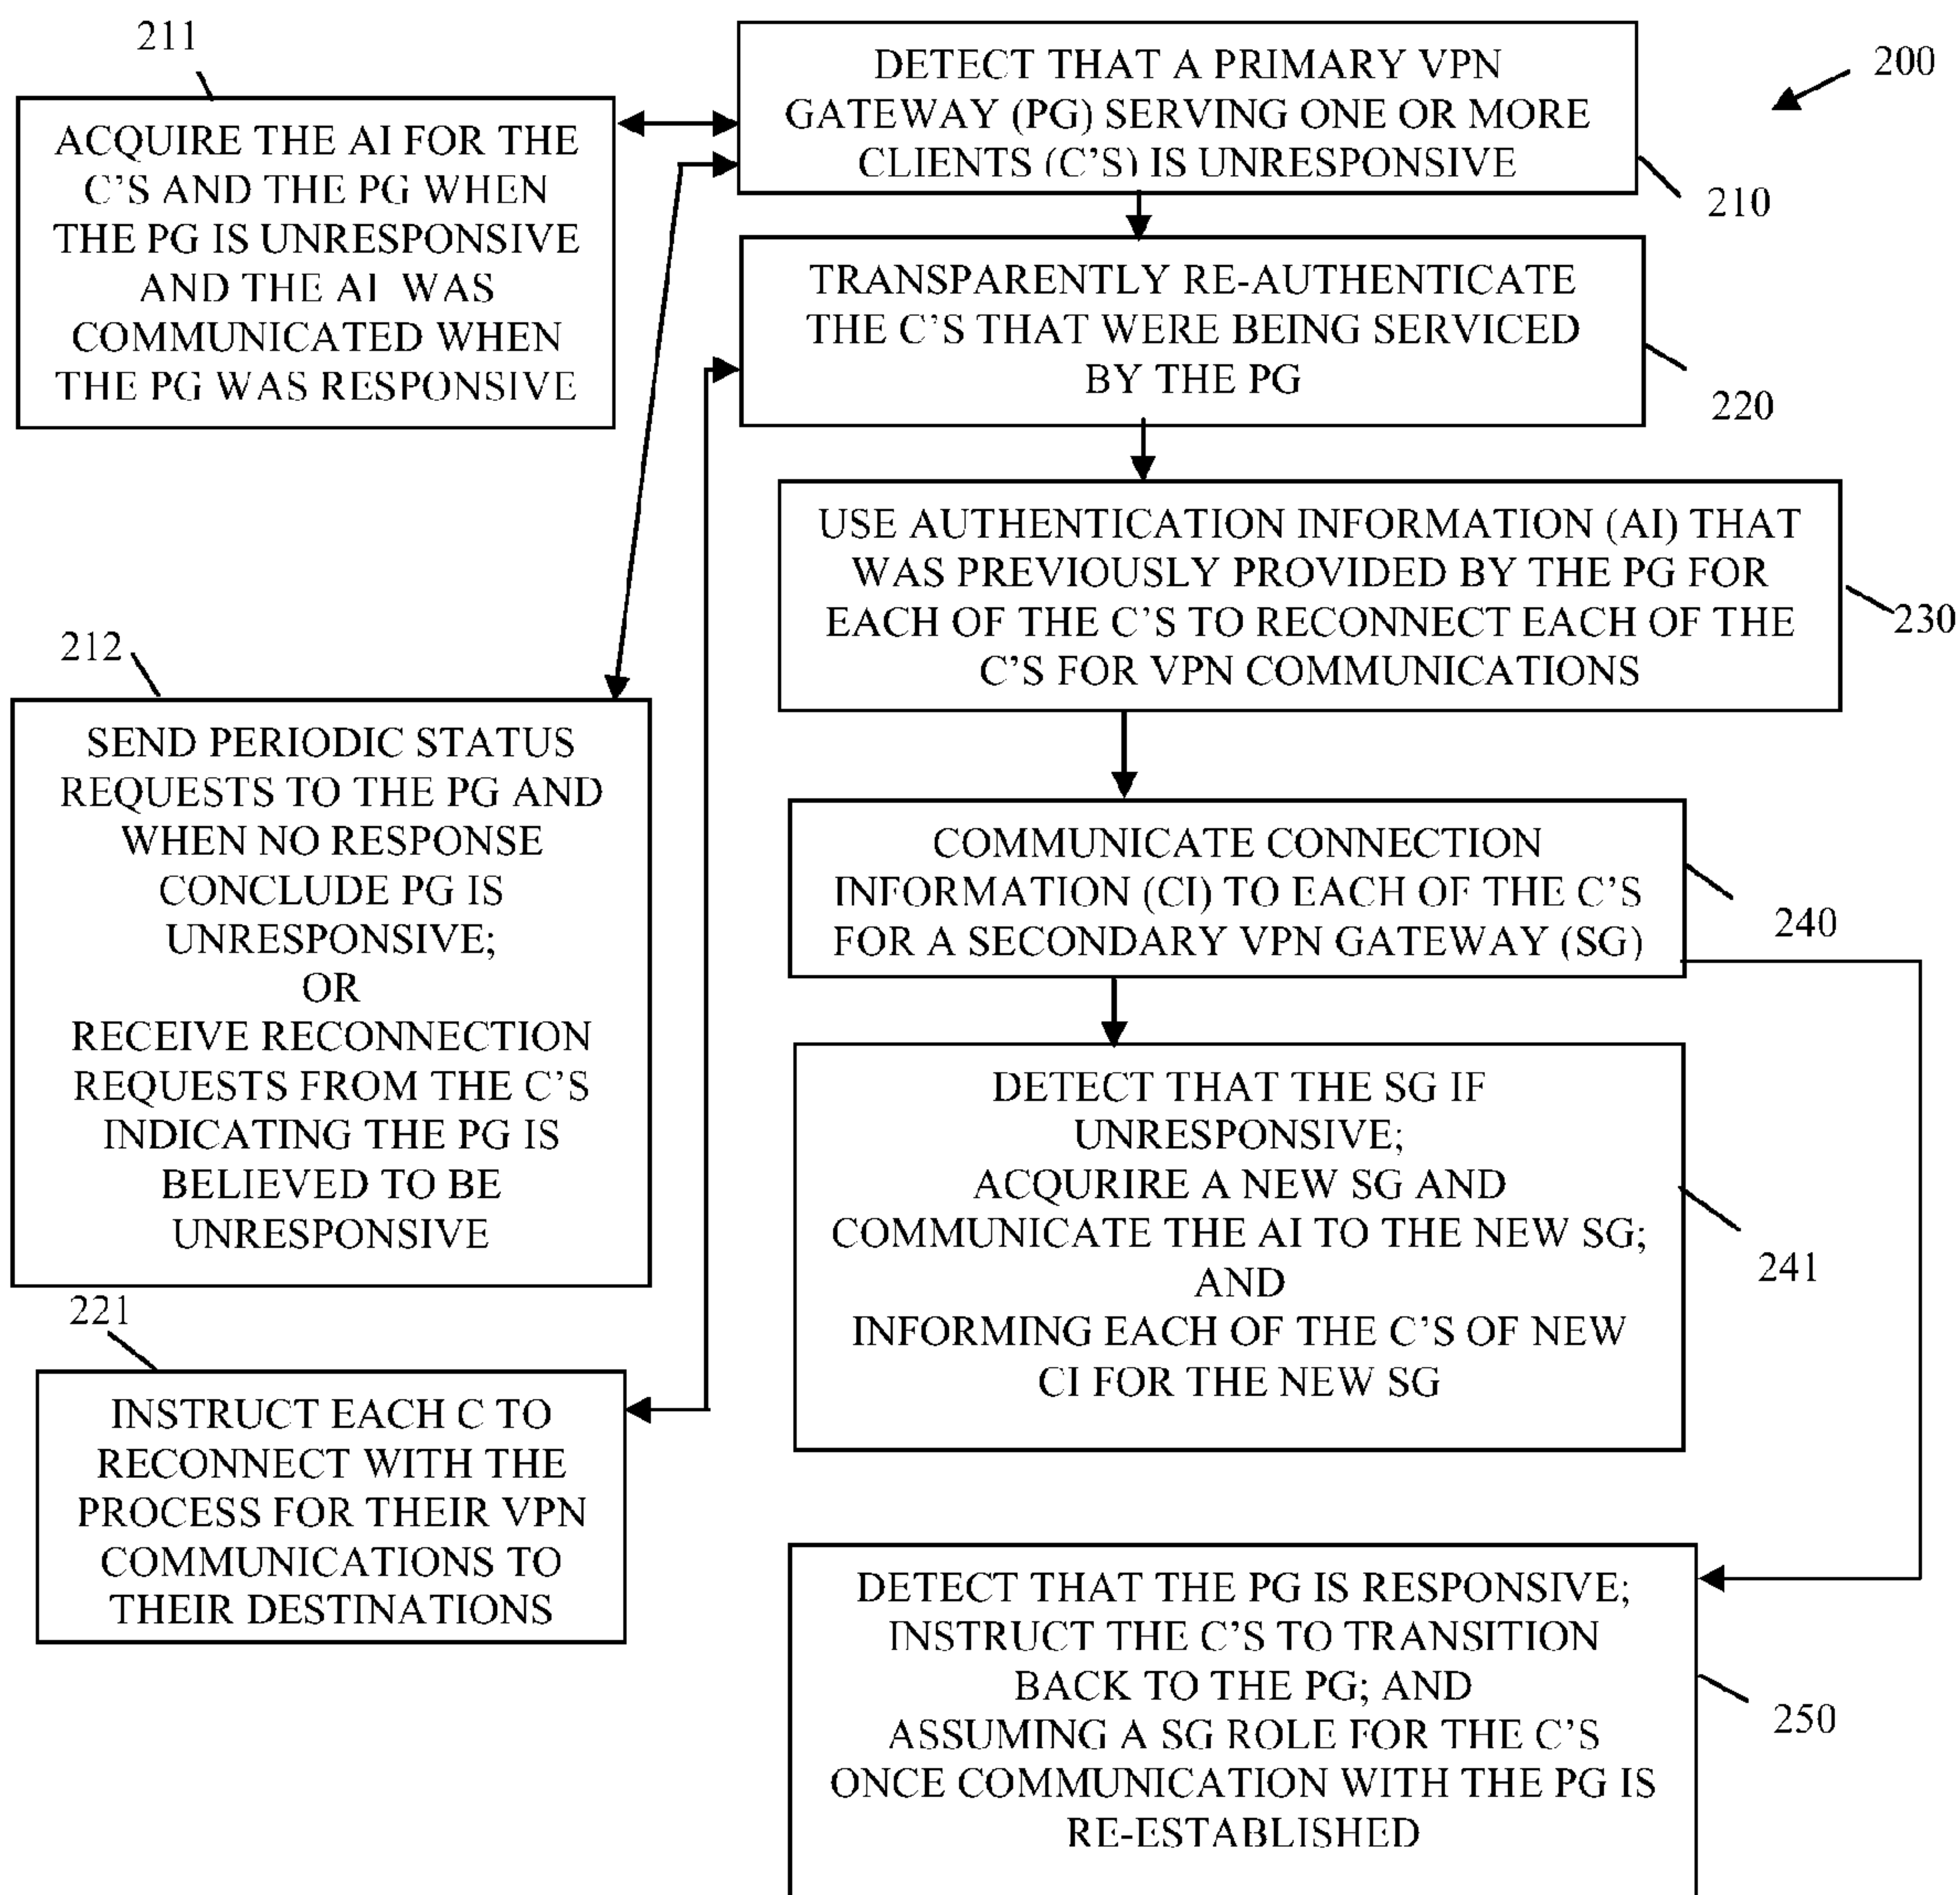 211
ACQUIRE THE AI FOR THE
C'S AND THE PG WHEN
THE PG IS UNRESPONSIVE
AND THE AI WAS
COMMUNICATED WHEN
THE PG WAS RESPONSIVE
DETECT THAT A PRIMARY VPN
GATEWAY (PG) SERVING ONE OR MORE
CLIENTS (C'S) IS UNRESPONSIVE
200
210
TRANSPARENTLY RE-AUTHENTICATE
THE C'S THAT WERE BEING SERVICED
BY THE PG
220
USE AUTHENTICATION INFORMATION (AI) THAT
WAS PREVIOUSLY PROVIDED BY THE PG FOR
EACH OF THE C'S TO RECONNECT EACH OF THE
C'S FOR VPN COMMUNICATIONS
230
212
SEND PERIODIC STATUS
REQUESTS TO THE PG AND
WHEN NO RESPONSE
CONCLUDE PG IS
UNRESPONSIVE;
OR
RECEIVE RECONNECTION
REQUESTS FROM THE C'S
INDICATING THE PG IS
BELIEVED TO BE
UNRESPONSIVE
COMMUNICATE CONNECTION
INFORMATION (CI) TO EACH OF THE C'S
FOR A SECONDARY VPN GATEWAY (SG)
240
DETECT THAT THE SG IF
UNRESPONSIVE;
ACQURIRE A NEW SG AND
COMMUNICATE THE AI TO THE NEW SG;
AND
INFORMING EACH OF THE C'S OF NEW
CI FOR THE NEW SG
241
221
INSTRUCT EACH C TO
RECONNECT WITH THE
PROCESS FOR THEIR VPN
COMMUNICATIONS TO
THEIR DESTINATIONS
DETECT THAT THE PG IS RESPONSIVE;
INSTRUCT THE C'S TO TRANSITION
BACK TO THE PG; AND
ASSUMING A SG ROLE FOR THE C'S
ONCE COMMUNICATION WITH THE PG IS
RE-ESTABLISHED
250